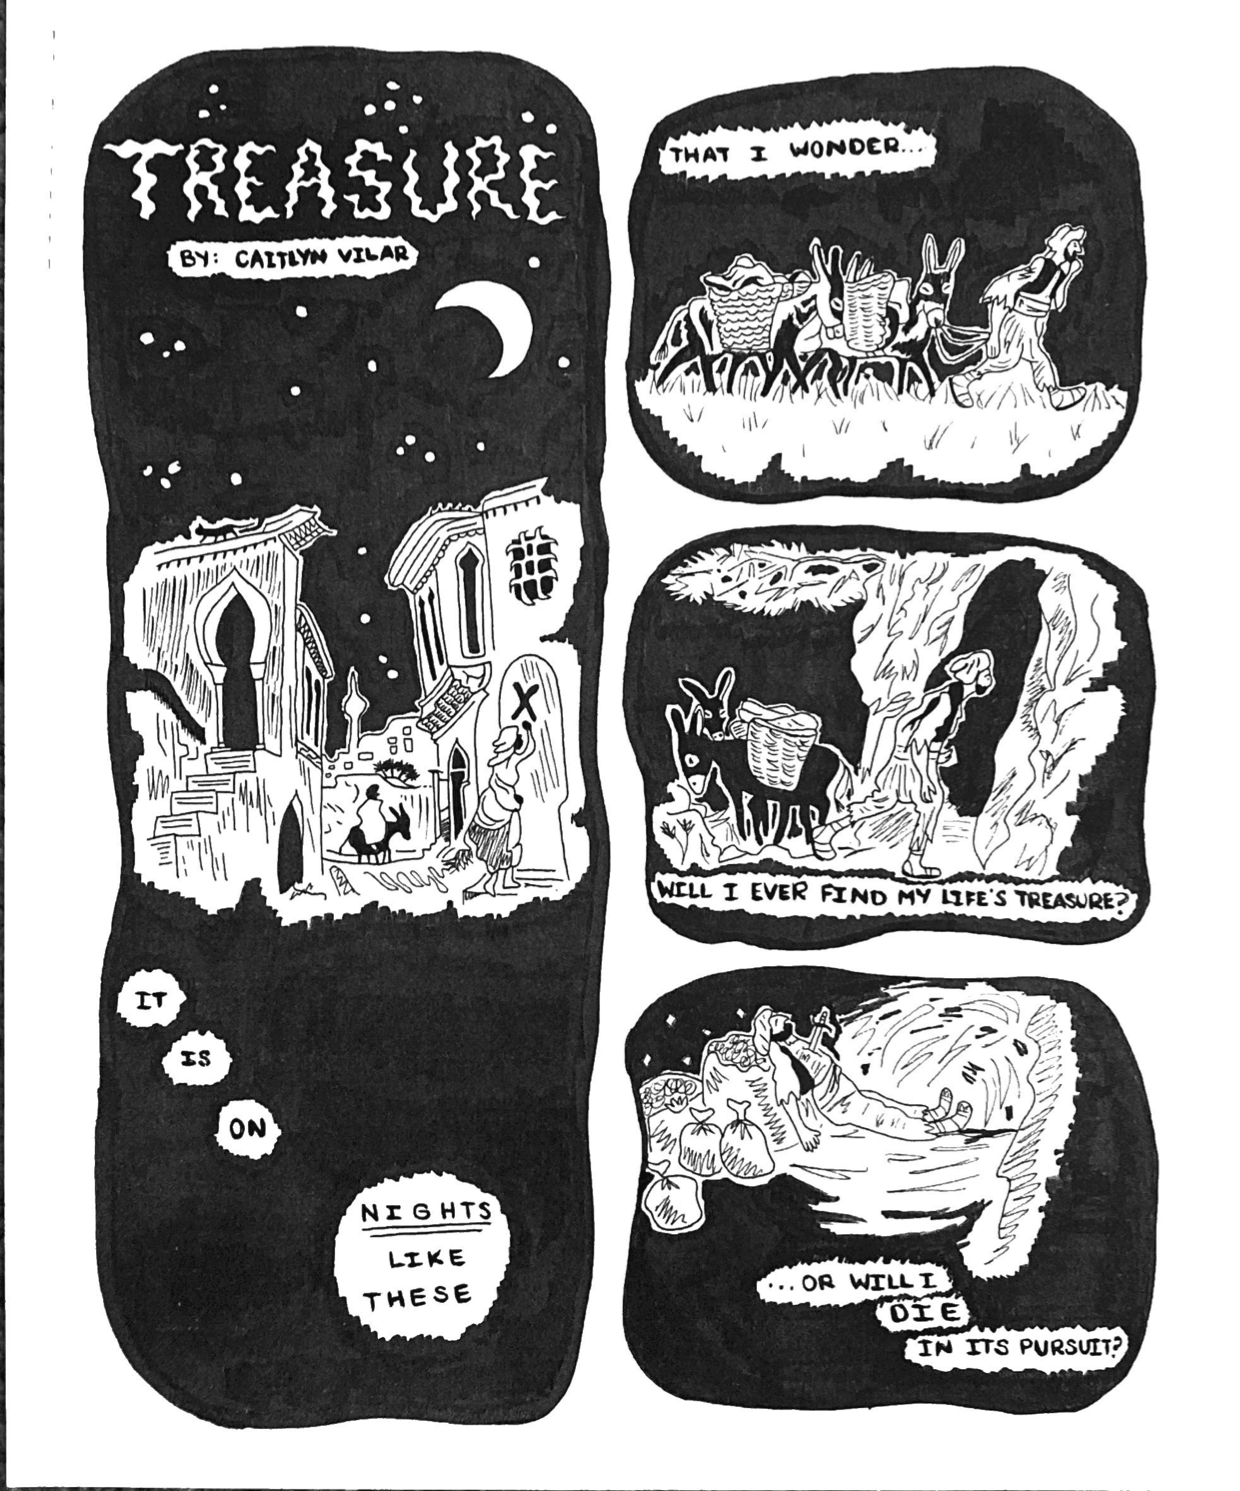 TREASURE
BY: CAITLYN VILAR
X
IT
IS
ON
NIGHTS
LIKE
THESE
THAT I WONDER...
WILL I EVER FIND MY LIFE'S TREASURE?
...OR WILL I
DIE
IN ITS PURSUIT?